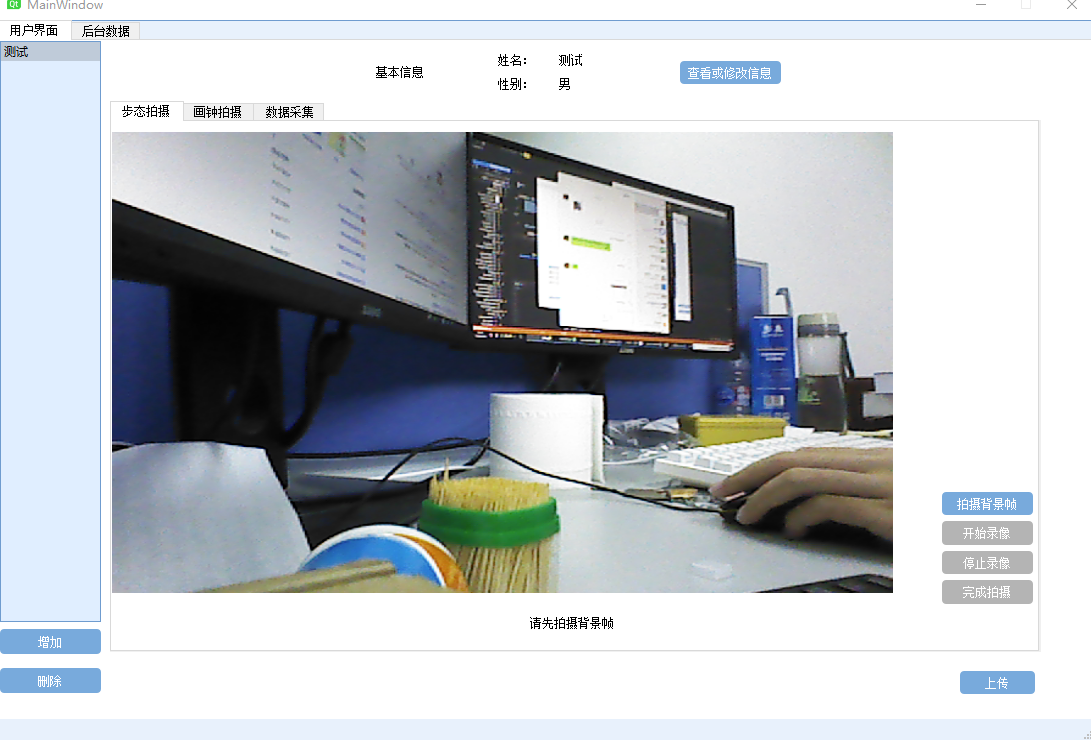 MainWindow
用户界面
后台数据
测试
基本信息
姓名：
测试
性别：
男
查看或修改信息
步态拍摄
画钟拍摄
数据采集
拍摄背景帧
开始录像
停止录像
完成拍摄
请先拍摄背景帧
增加
删除
上传